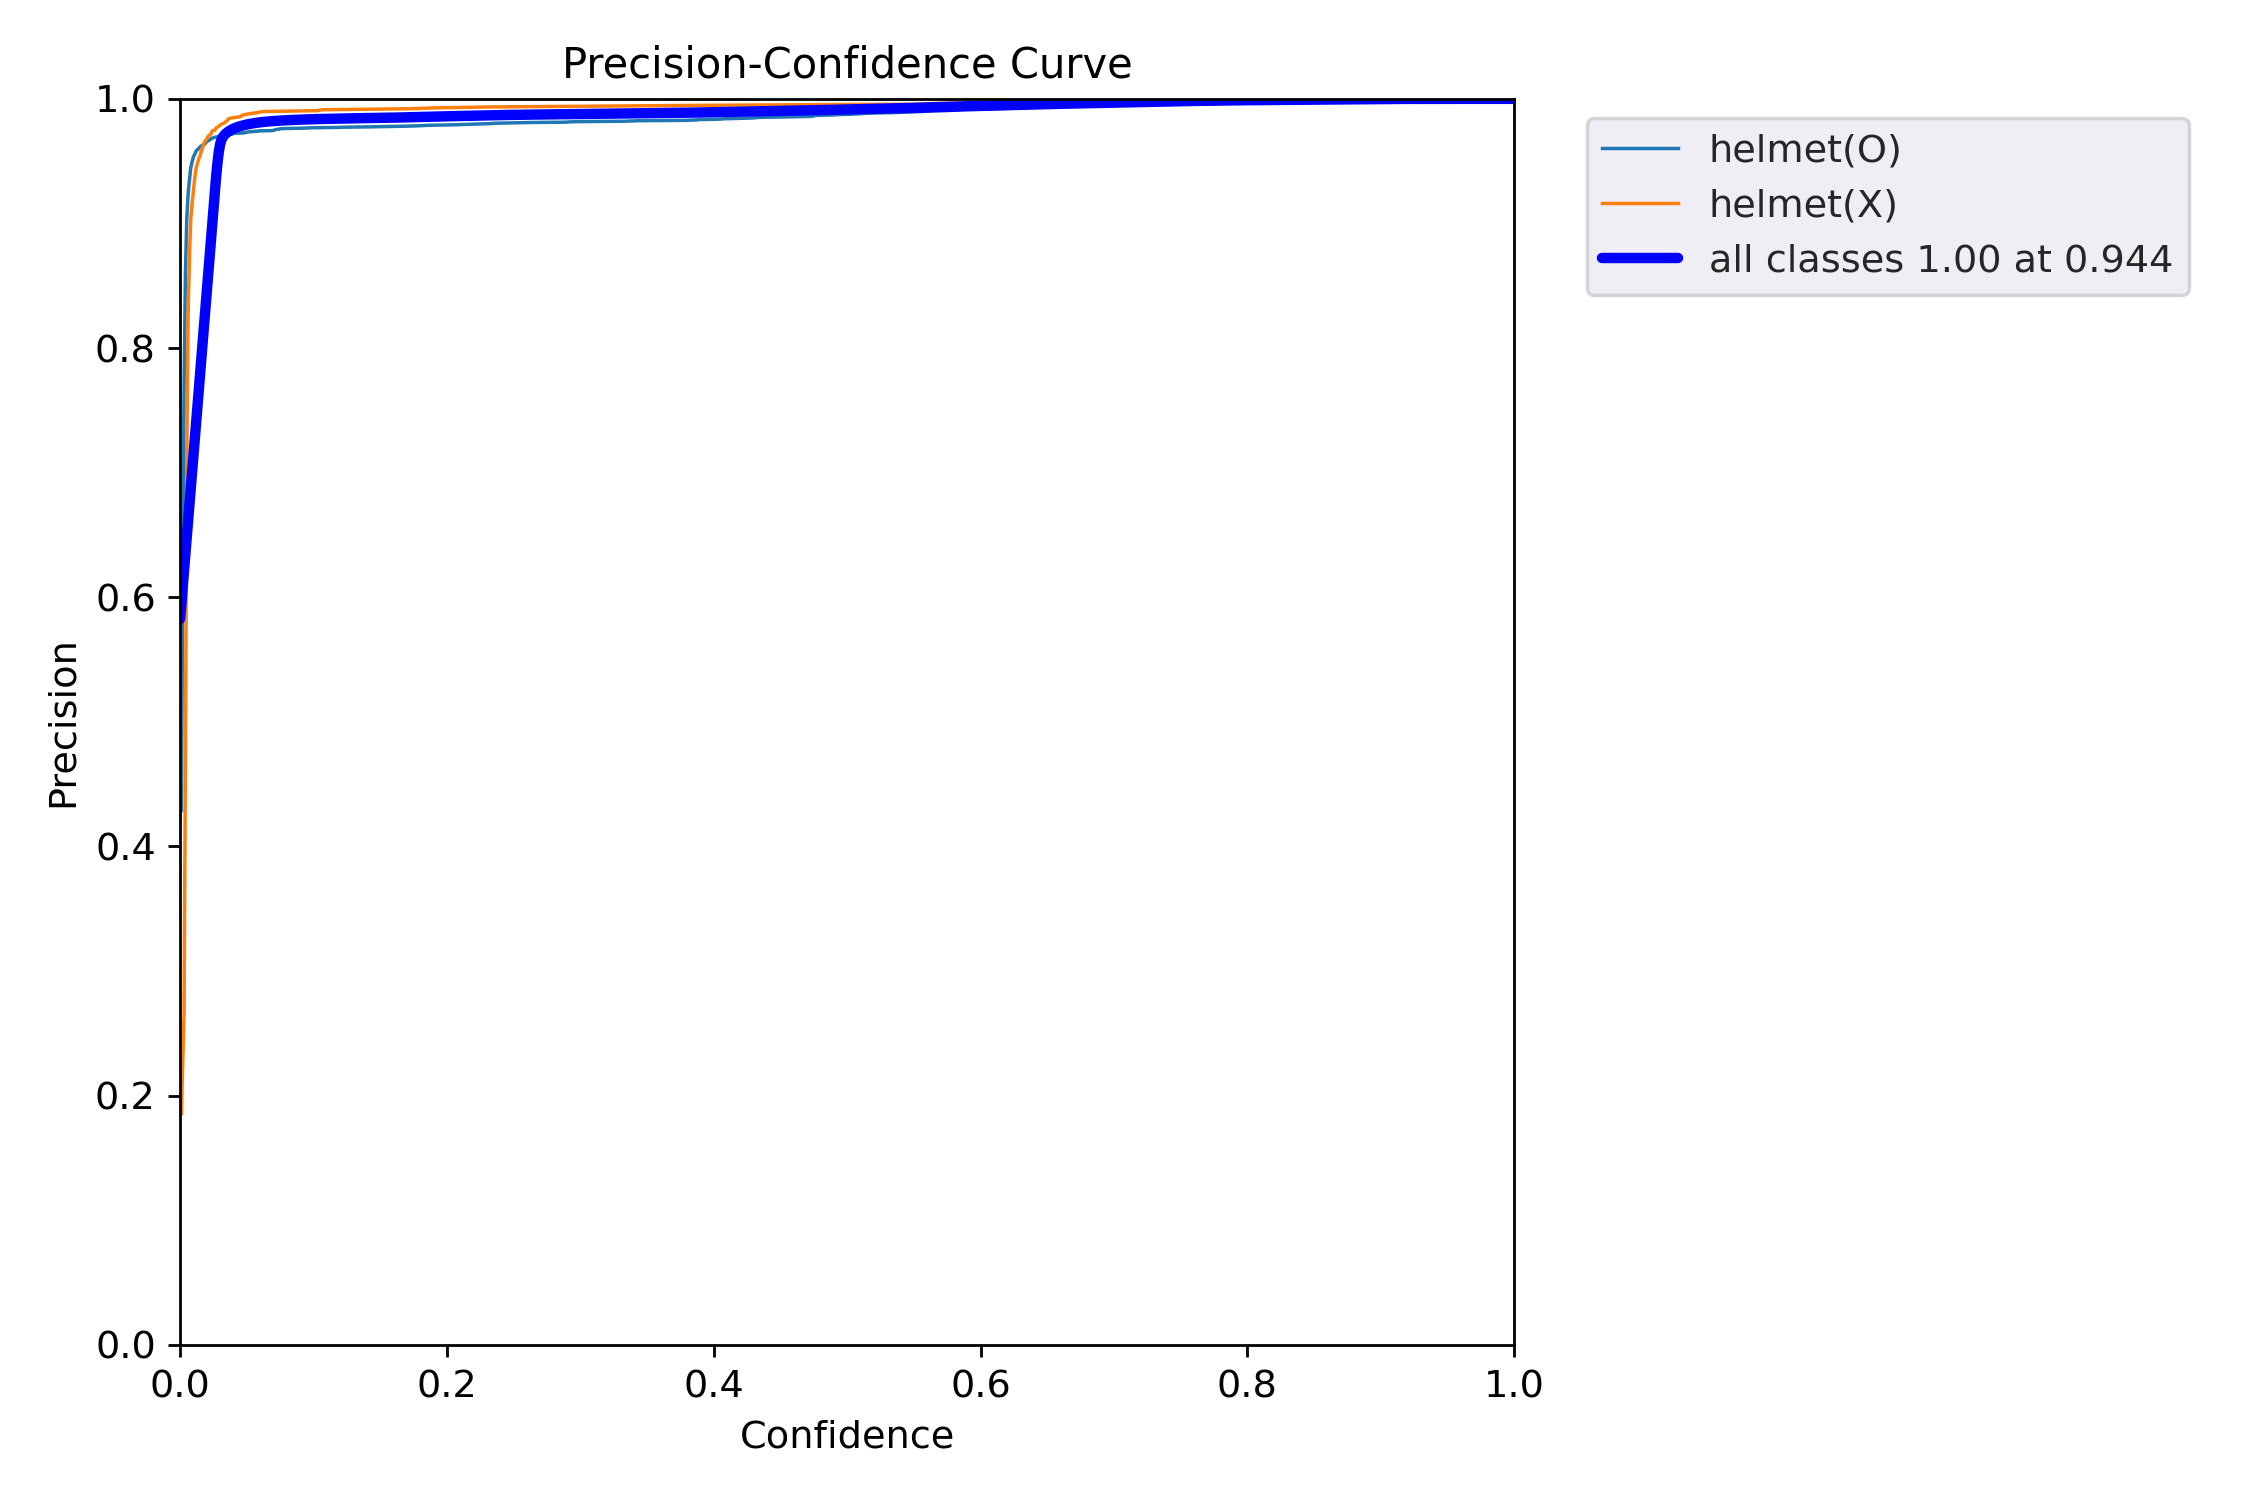 Precision-Confidence Curve
1.0
0.8
0.6
0.4
0.2
0.0
Precision
0.0 0.2 0.4 0.6 0.8 1.0
Confidence
helmet(O)
helmet(X)
all classes 1.00 at 0.944